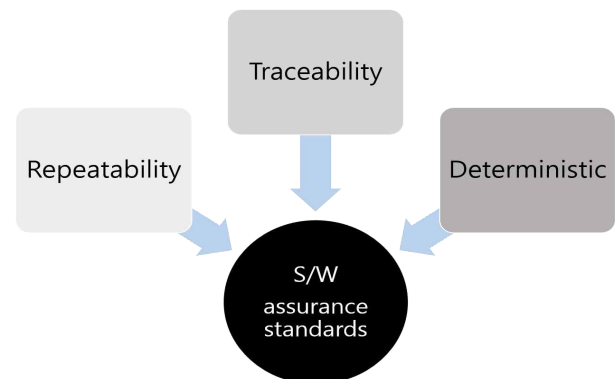 Traceability
Repeatability
Deterministic
S/W
assurance
standards